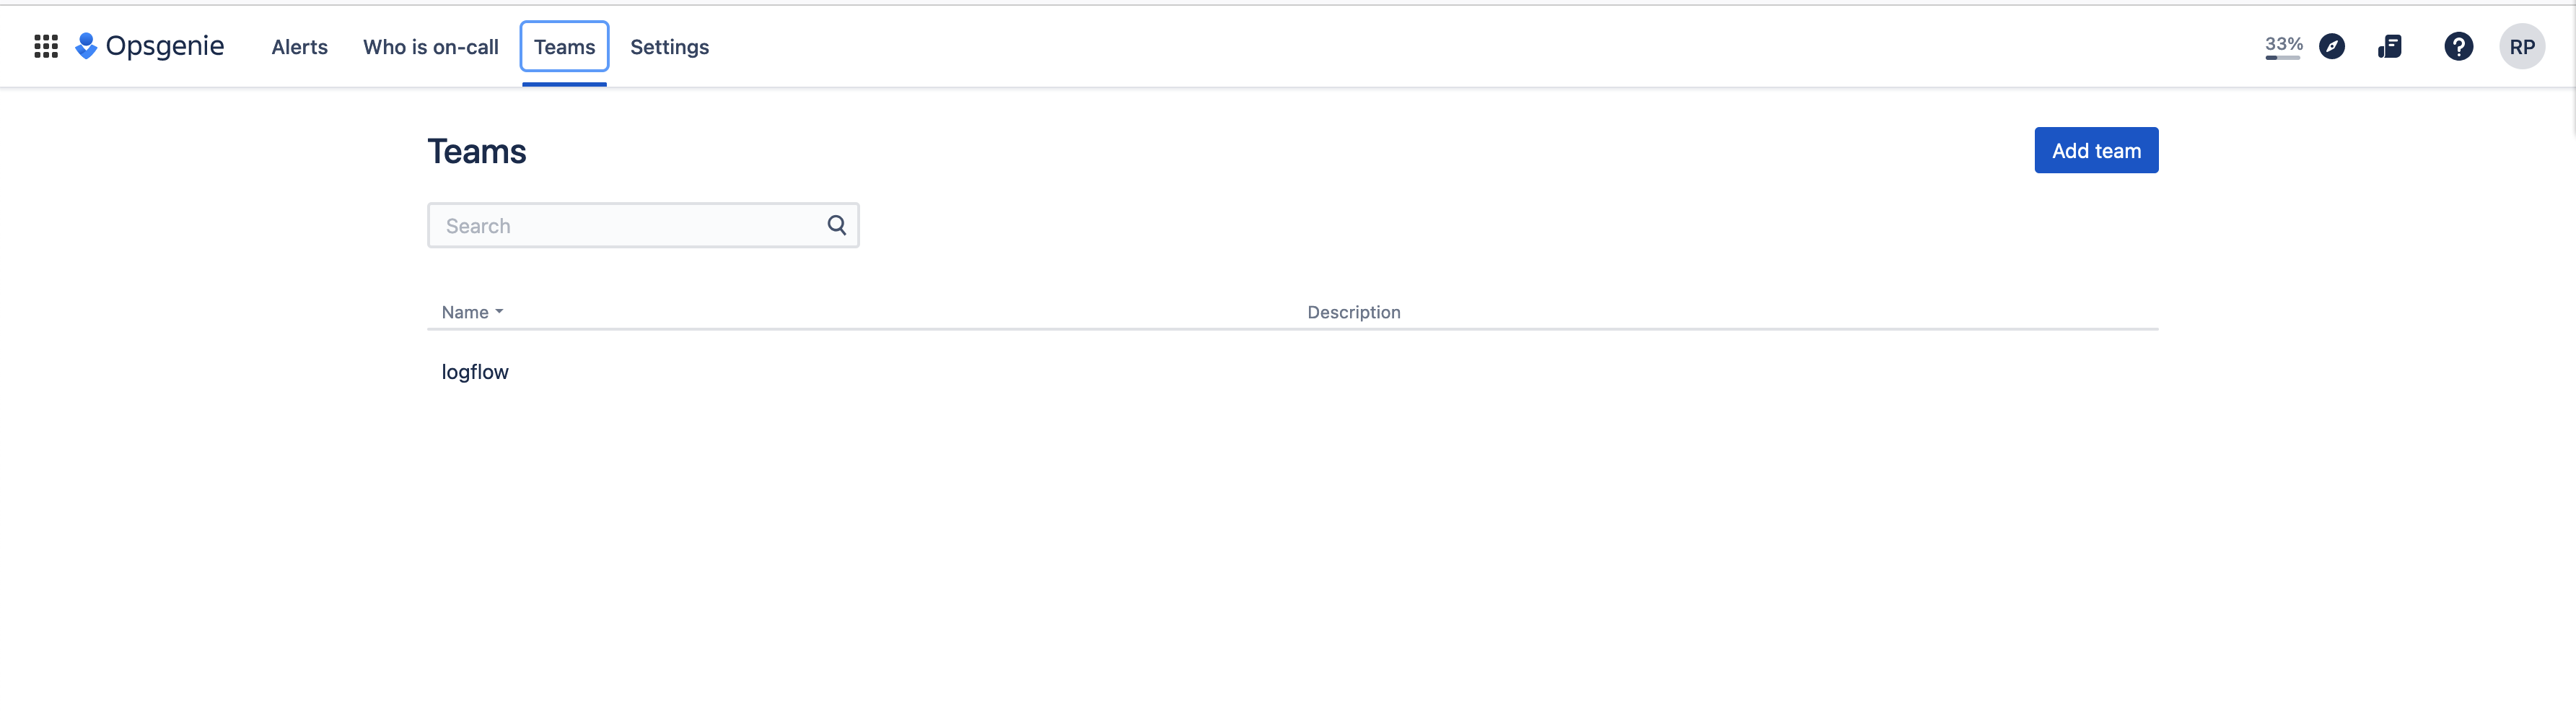 Opsgenie Alerts Who is on-call Teams Settings 33% RP
Teams Add team
Search
Name Description
logflow